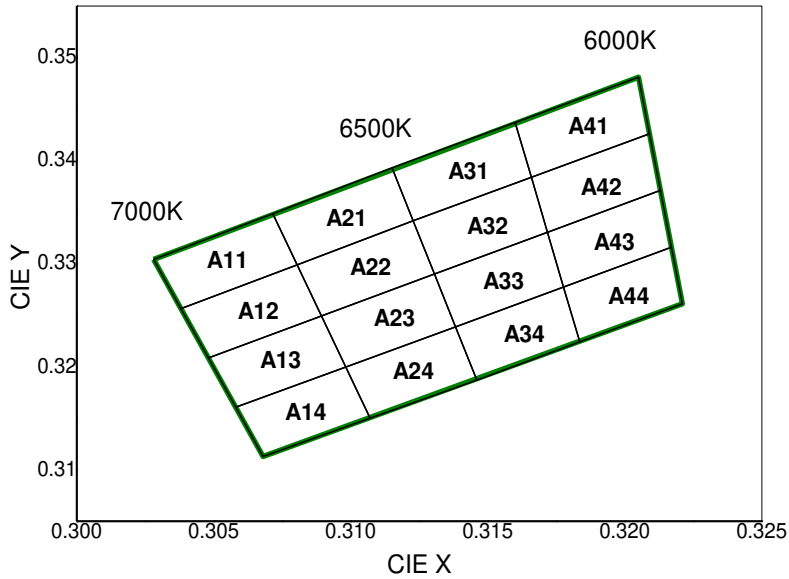 0.35
6000K
6500K
A41
0.34
A31
7000K
A42
A21
A32
0.33
A11
A22
A43
A33
A44
CIE Y
A12
A23
A34
0.32
A13
A24
A14
0.31
0.300
0.305
0.310
0.315
0.320
0.325
CIE X